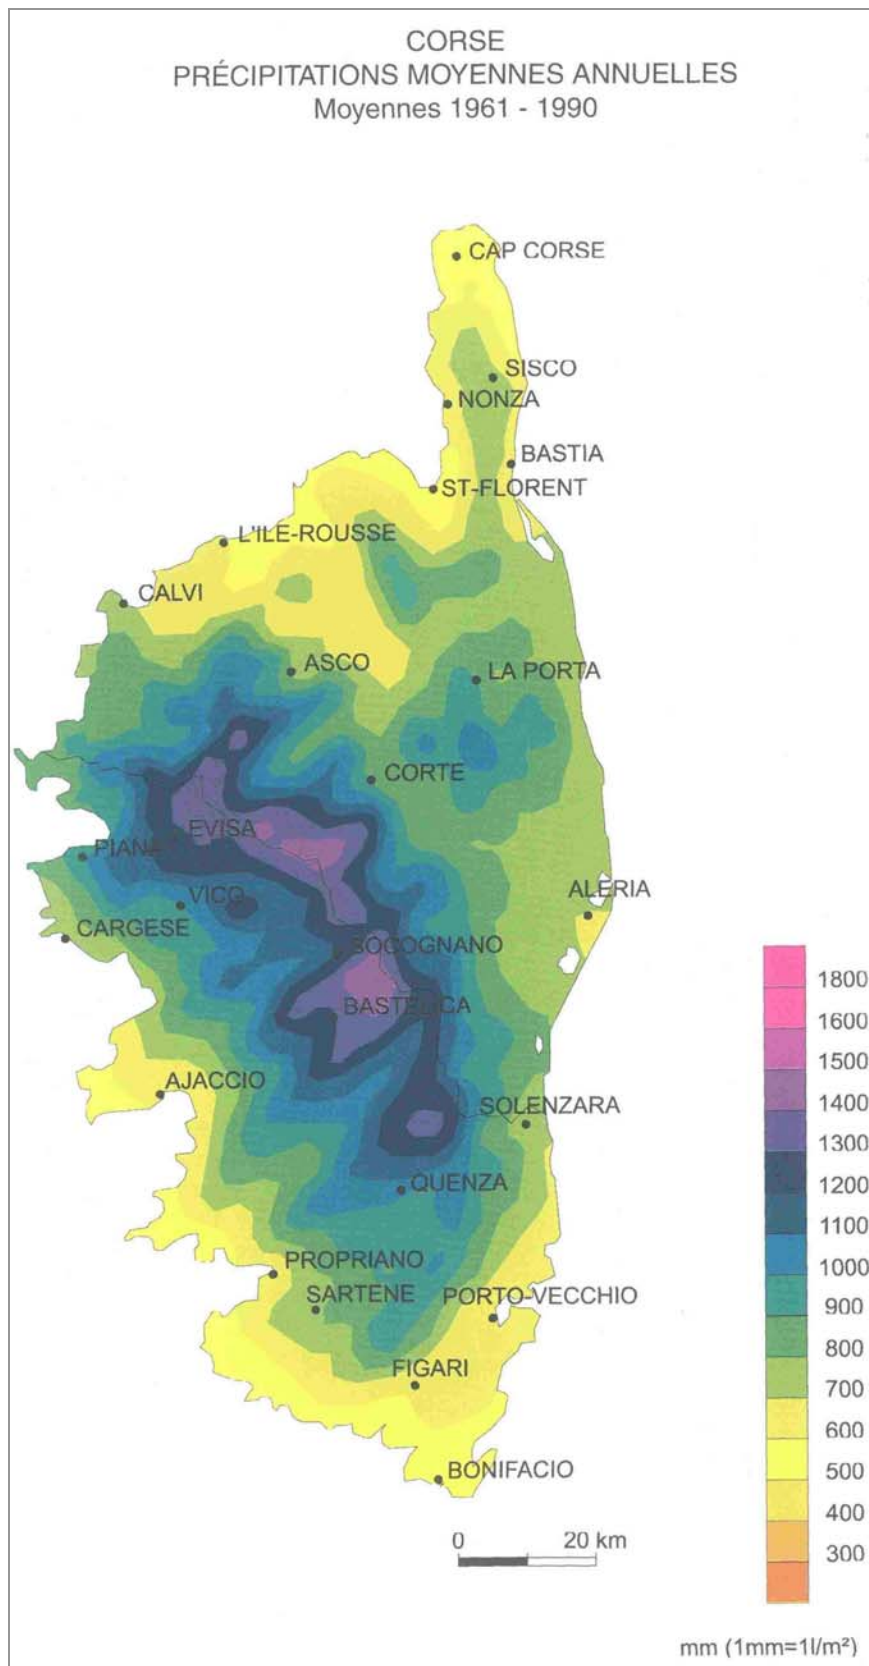 CORSE
PRÉCIPITATIONS MOYENNES ANNUELLES
Moyennes 1961 - 1990
CAP CORSE
SISCO
NONZA
BASTIA
ST-FLORENT
L'ILE-ROUSSE
CALVI
ASCO
LA PORTA
CORTE
EVISA
PIANA
VICO
ALERIA
CARGESE
BOCOGNANO
BASTELICA
AJACCIO
SOLENZARA
QUENZA
PROPRIANO
SARTENE
PORTO-VECCHIO
FIGARI
BONIFACIO
0 20 km
1800
1600
1500
1400
1300
1200
1100
1000
900
800
700
600
500
400
300
mm (1mm=1l/m²)